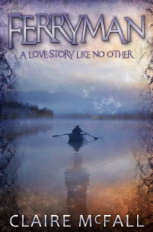 FERRYMAN
A LOVE STORY LIKE NO OTHER
CLAIRE McFALL